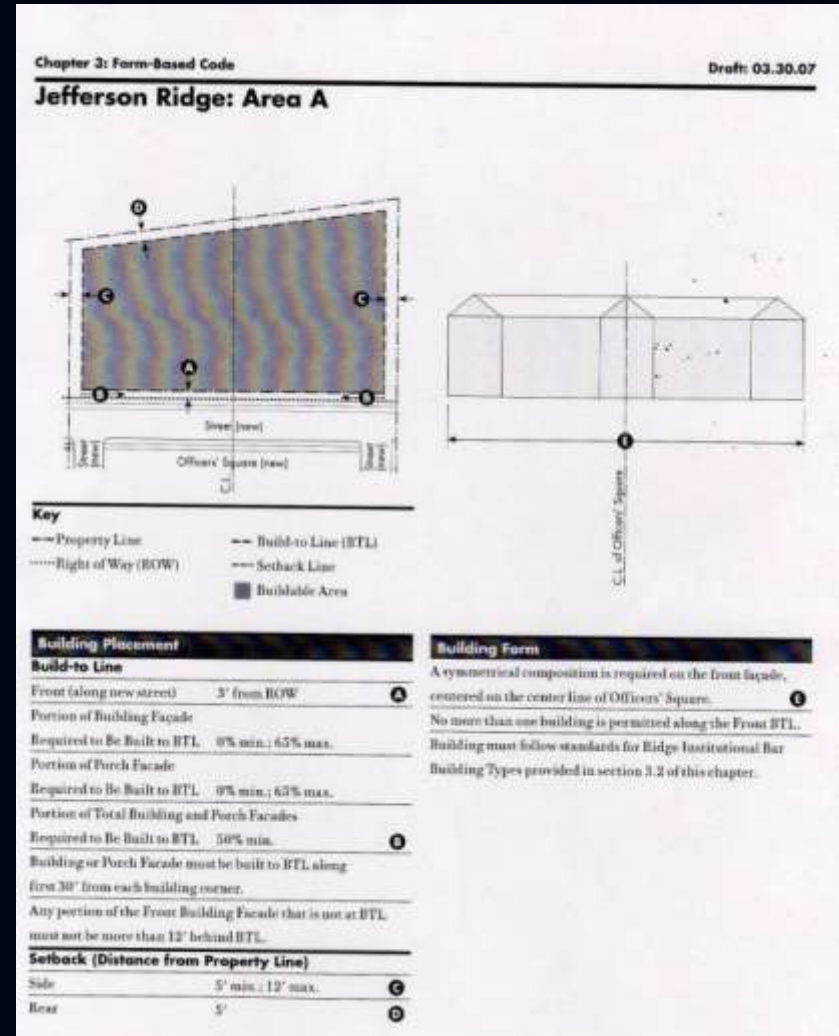 Chapter 3: Form-Based Code
Draft: 03.30.07
Jefferson Ridge: Area A
D
C
C
A
B
B
Street (new)
Street (new)
Officers' Square (new)
Street (new)
C.L.
E
C.L. of Officers' Square
Key
Property Line
Build-to Line (BTL)
Right of Way (ROW)
Setback Line
Buildable Area
Building Placement
Build-to Line
Front (along new street) 3' from ROW A
Portion of Building Façade
Required to Be Built to BTL 0% min.; 65% max.
Portion of Porch Facade
Required to Be Built to BTL 0% min.; 65% max.
Portion of Total Building and Porch Facades
Required to Be Built to BTL 50% min. B
Building or Porch Facade must be built to BTL along
first 30' from each building corner.
Any portion of the Front Building Facade that is not at BTL
must not be more than 12' behind BTL.
Setback (Distance from Property Line)
Side 5' min.; 12' max. C
Rear 5' D
Building Form
A symmetrical composition is required on the front façade,
centered on the center line of Officers' Square. E
No more than one building is permitted along the Front BTL.
Building must follow standards for Ridge Institutional Bar
Building Types provided in section 3.2 of this chapter.